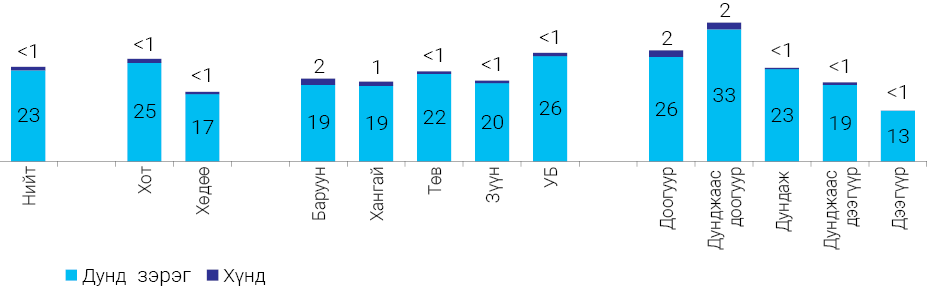 <1 <1 <1 2 1 <1 <1 <1 2 2 <1 <1 <1
23 25 17 19 19 22 20 26 26 33 23 19 13
Нийт
Хот
Хөдөө
Баруун
Хангай
Төв
Зүүн
УБ
Доогуур
Дунджаас
доогуур
Дундаж
Дунджаас
дээгүүр
Дээгүүр
Дунд зэрэг Хүнд